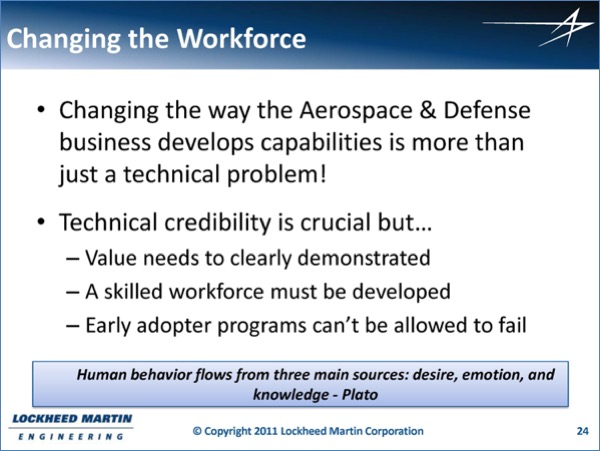 Changing the Workforce
• Changing the way the Aerospace & Defense
business develops capabilities is more than
just a technical problem!
• Technical credibility is crucial but…
– Value needs to clearly demonstrated
– A skilled workforce must be developed
– Early adopter programs can’t be allowed to fail
Human behavior flows from three main sources: desire, emotion, and
knowledge - Plato
LOCKHEED MARTIN
ENGINEERING
© Copyright 2011 Lockheed Martin Corporation
24